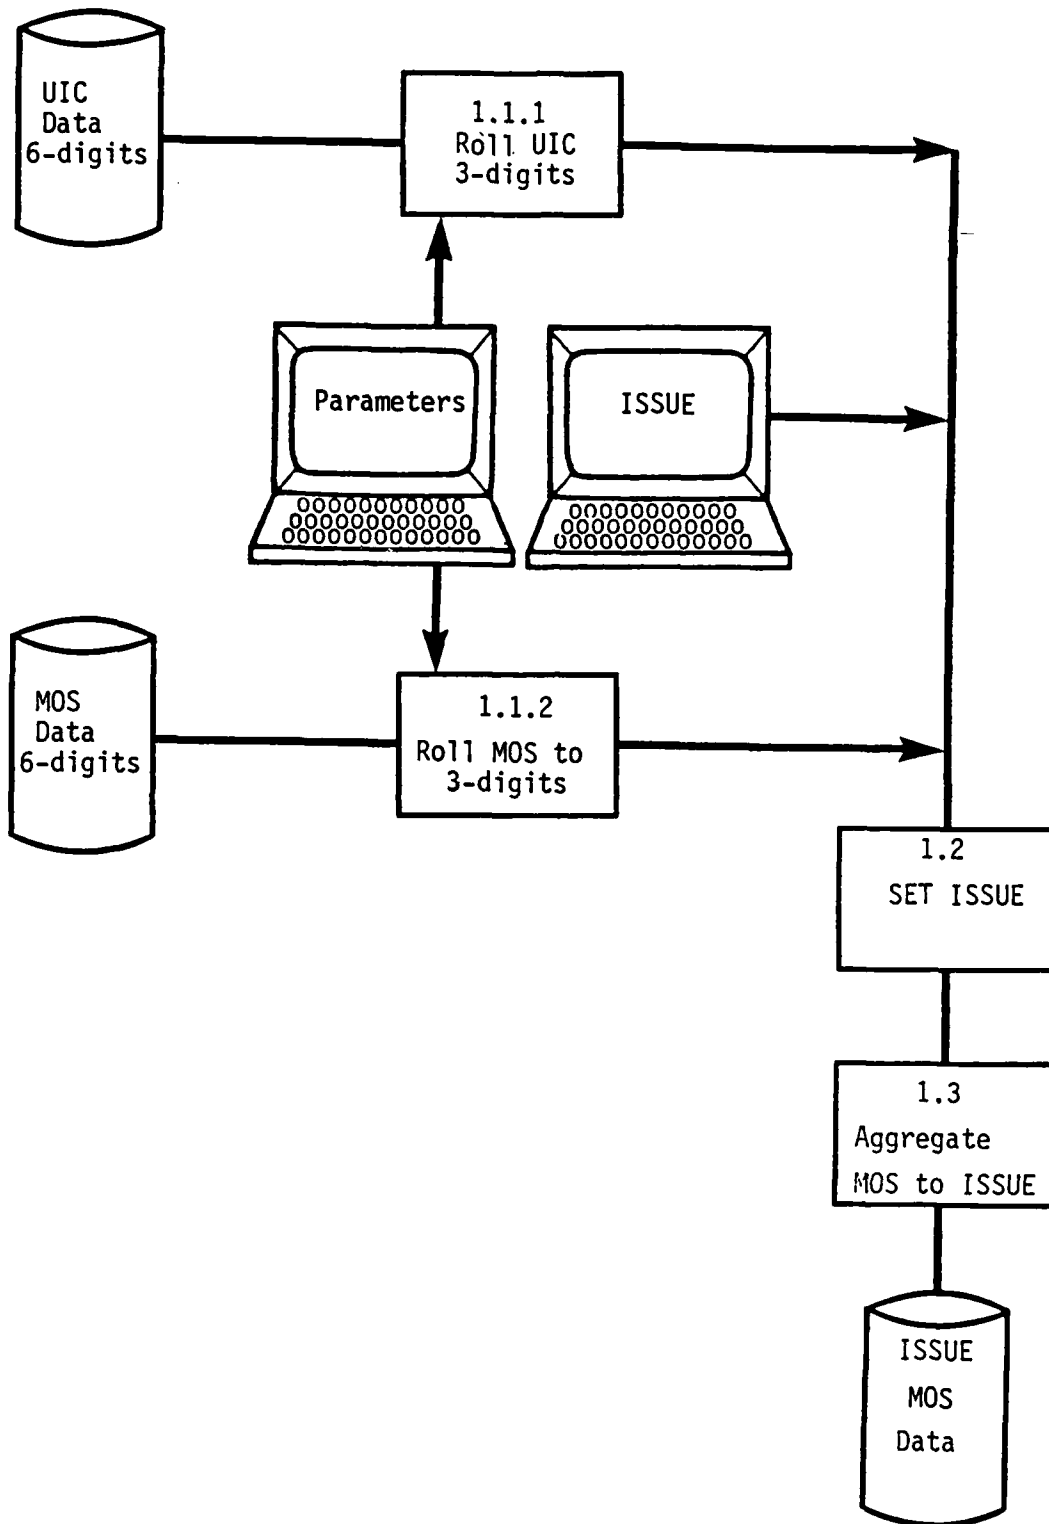 UIC
Data
6-digits
1.1.1
Roll UIC
3-digits
Parameters
ISSUE
MOS
Data
6-digits
1.1.2
Roll MOS to
3-digits
1.2
SET ISSUE
1.3
Aggregate
MOS to ISSUE
ISSUE
MOS
Data